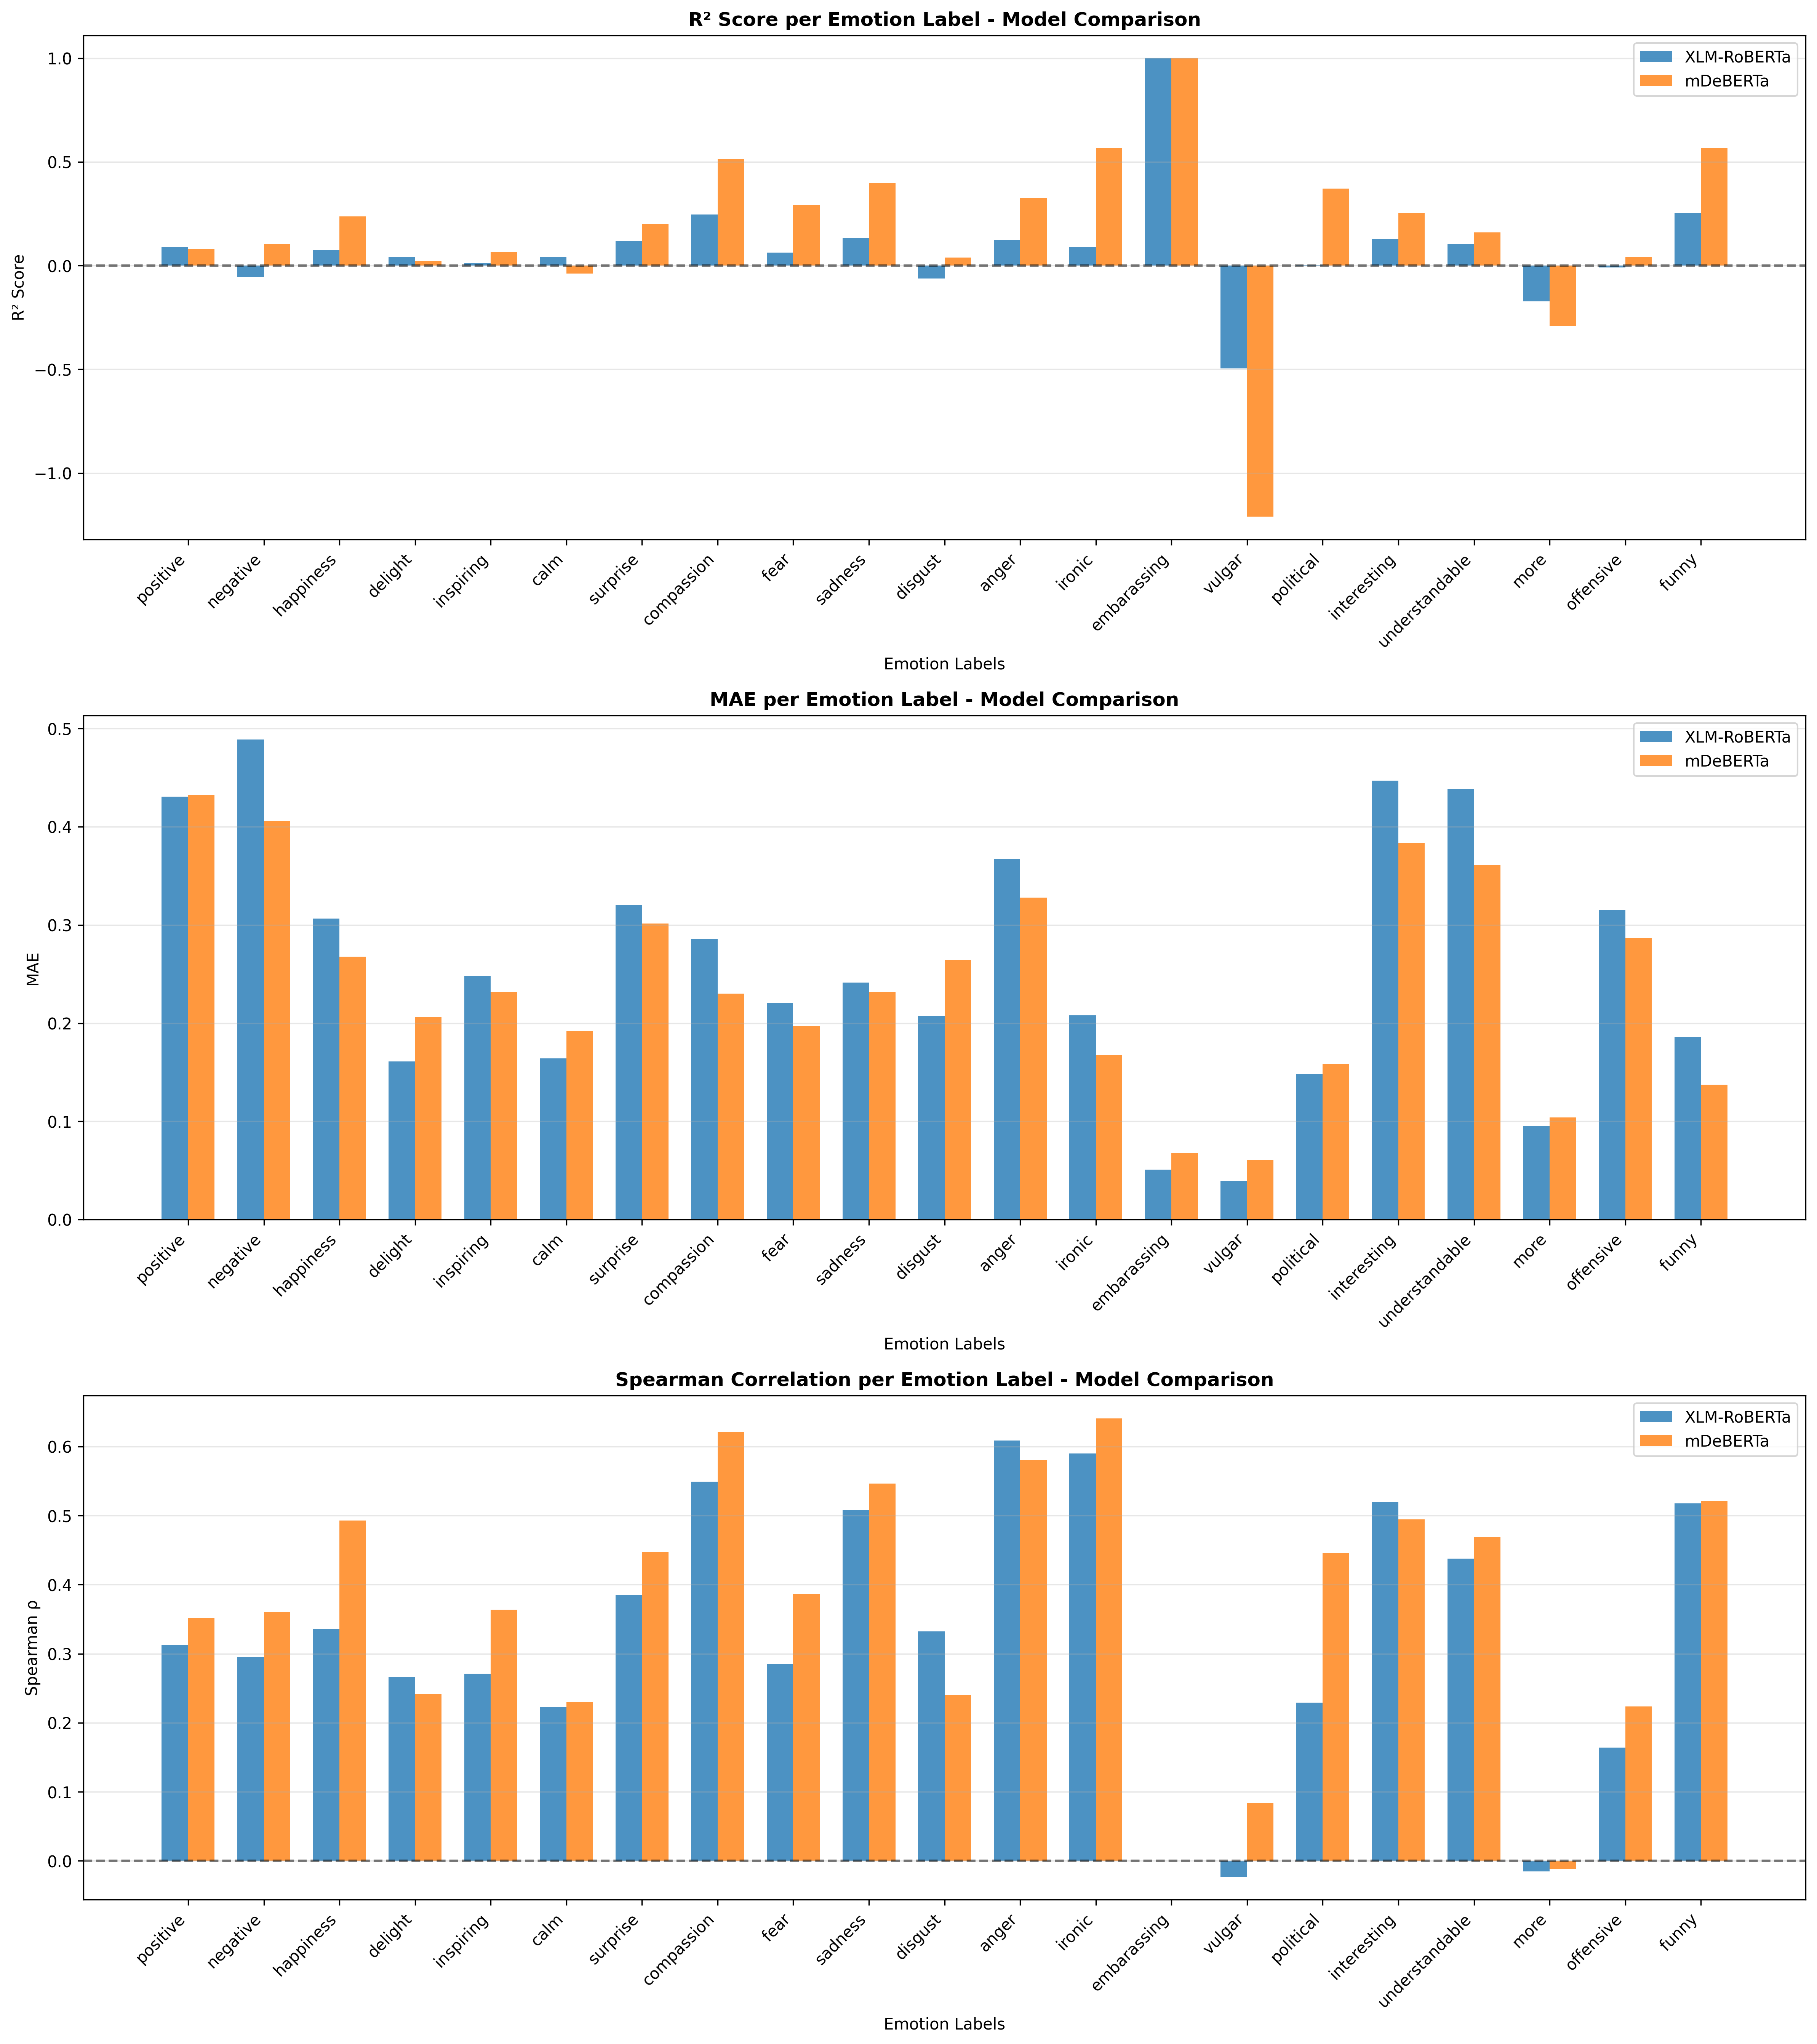 R² Score per Emotion Label - Model Comparison
XLM-RoBERTa
mDeBERTa
1.0
0.5
0.0
−0.5
−1.0
R² Score
positive
negative
happiness
delight
inspiring
calm
surprise
compassion
fear
sadness
disgust
anger
ironic
embarassing
vulgar
political
interesting
understandable
more
offensive
funny
Emotion Labels
MAE per Emotion Label - Model Comparison
XLM-RoBERTa
mDeBERTa
0.5
0.4
0.3
0.2
0.1
0.0
MAE
positive
negative
happiness
delight
inspiring
calm
surprise
compassion
fear
sadness
disgust
anger
ironic
embarassing
vulgar
political
interesting
understandable
more
offensive
funny
Emotion Labels
Spearman Correlation per Emotion Label - Model Comparison
XLM-RoBERTa
mDeBERTa
0.6
0.5
0.4
0.3
0.2
0.1
0.0
Spearman ρ
positive
negative
happiness
delight
inspiring
calm
surprise
compassion
fear
sadness
disgust
anger
ironic
embarassing
vulgar
political
interesting
understandable
more
offensive
funny
Emotion Labels